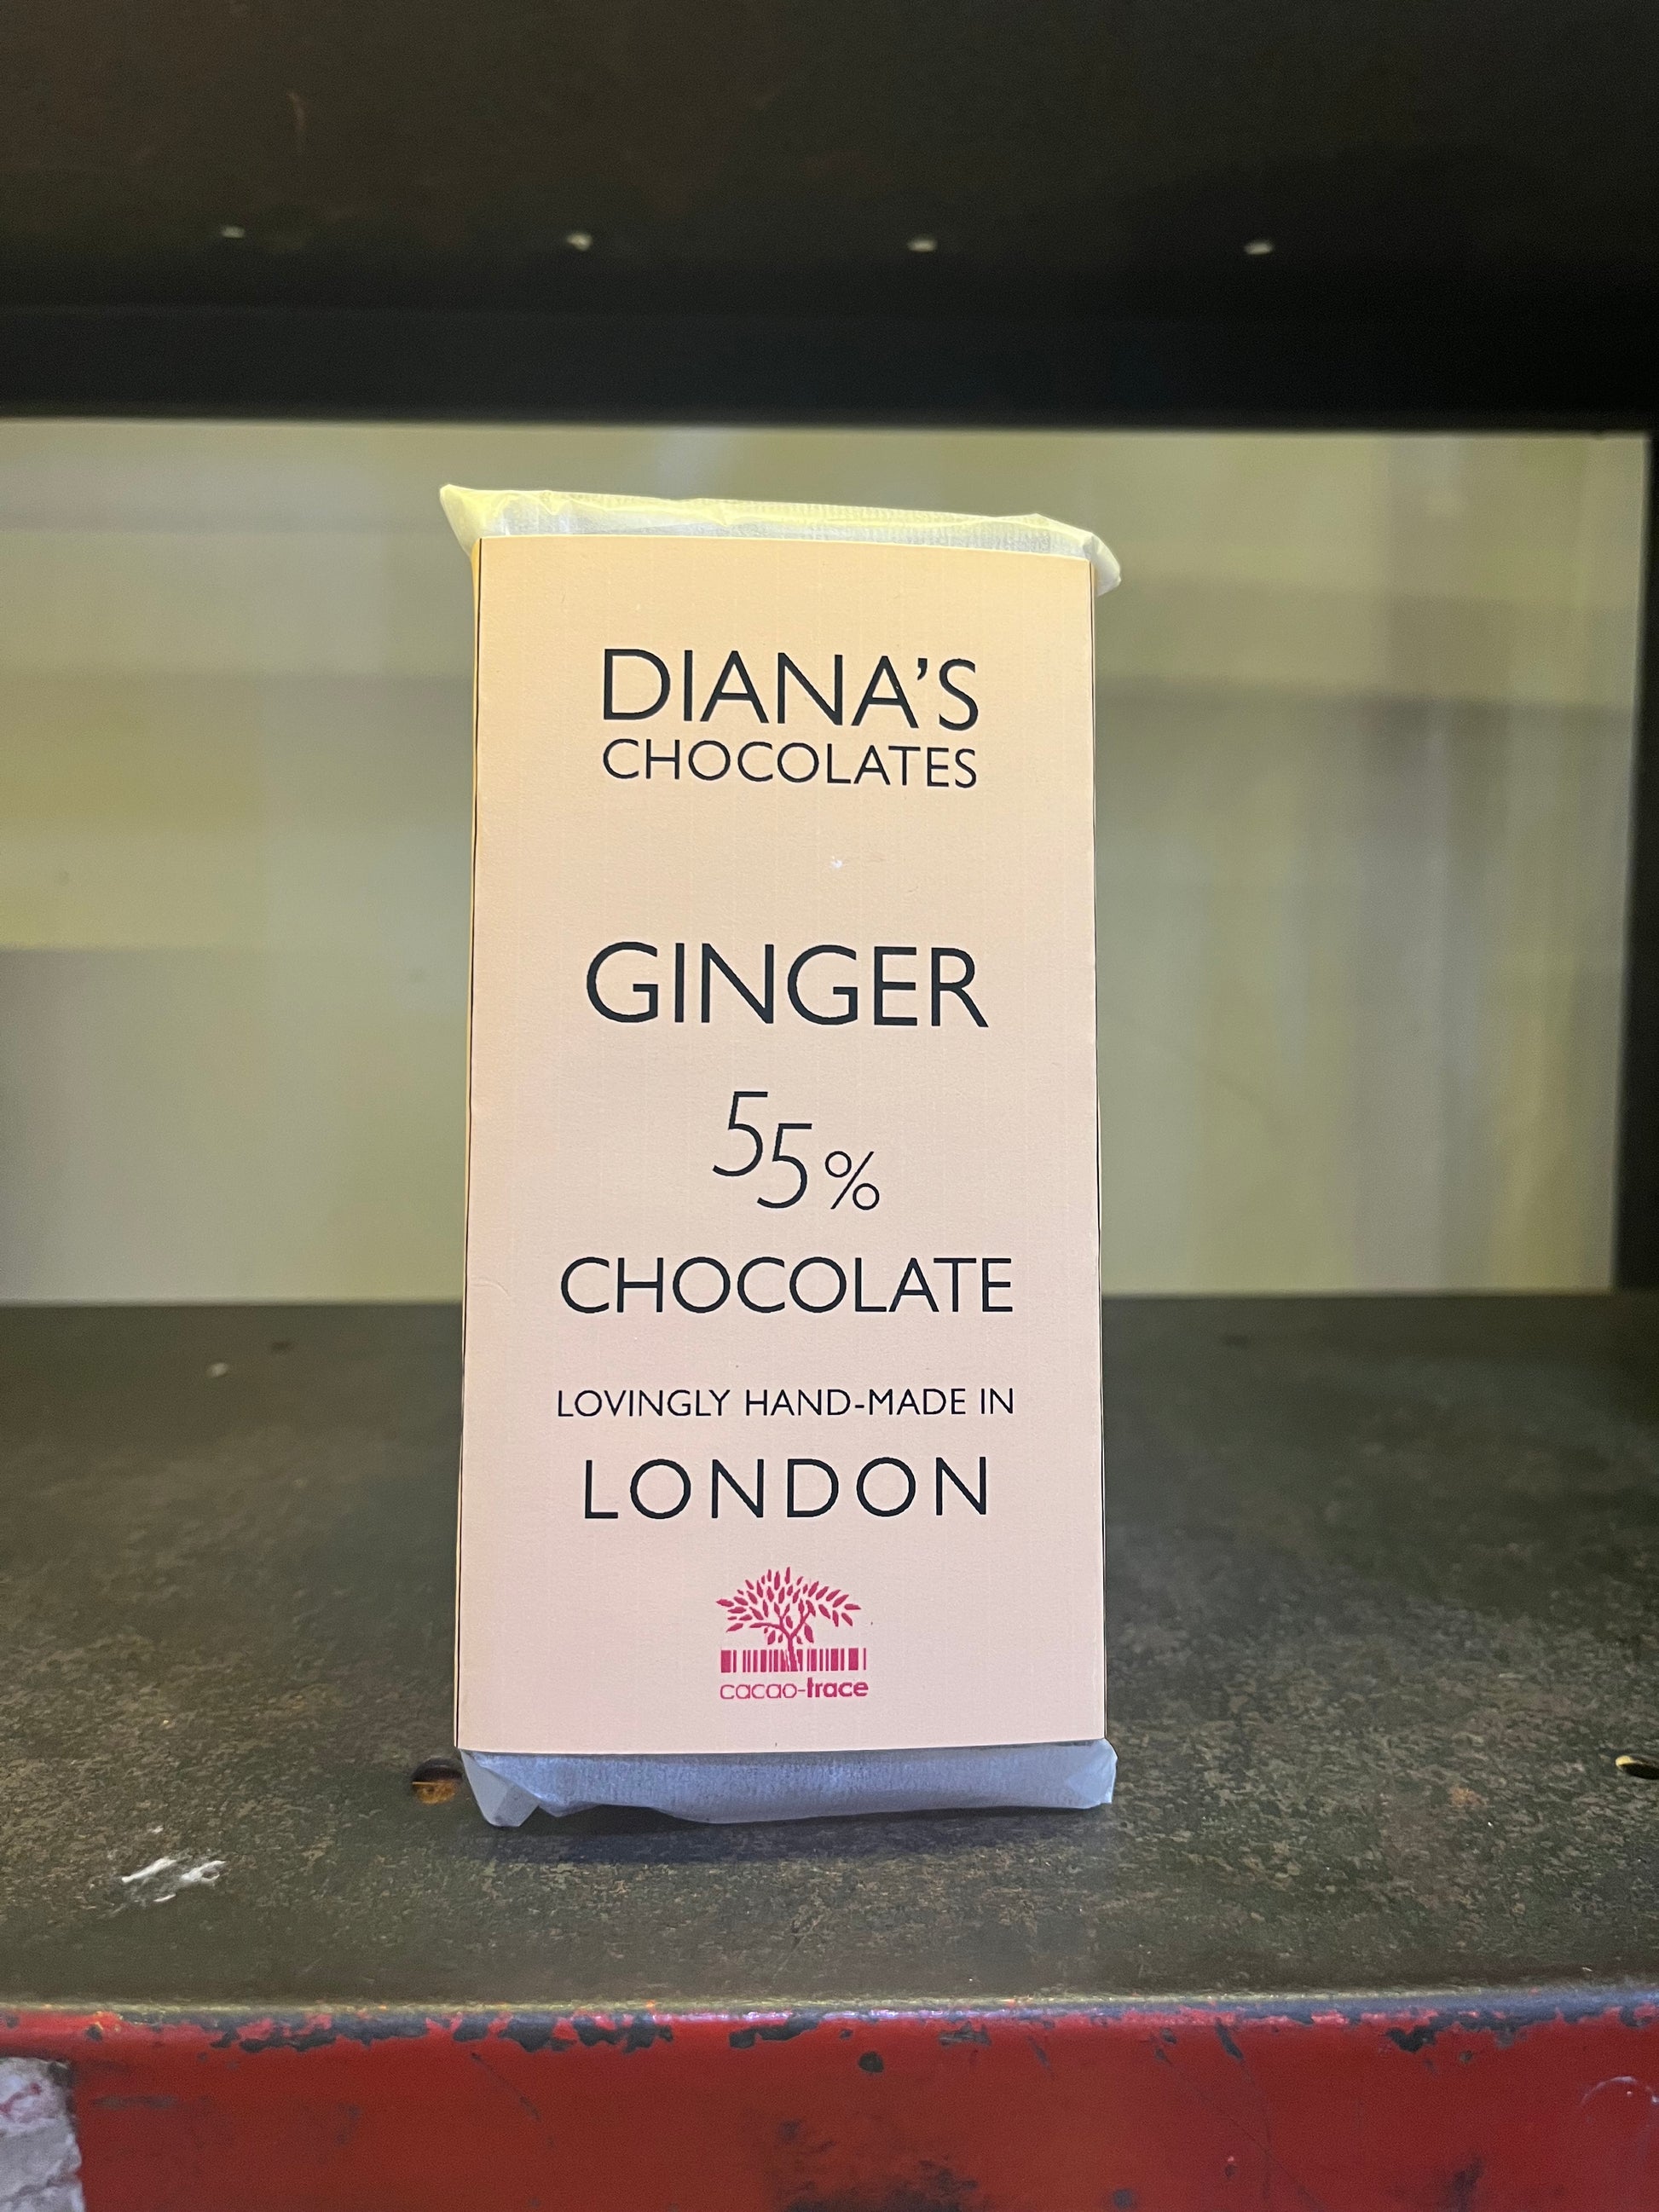 DIANA'S
CHOCOLATES
GINGER
55%
CHOCOLATE
LOVINGLY HAND-MADE IN
LONDON
cacao-trace